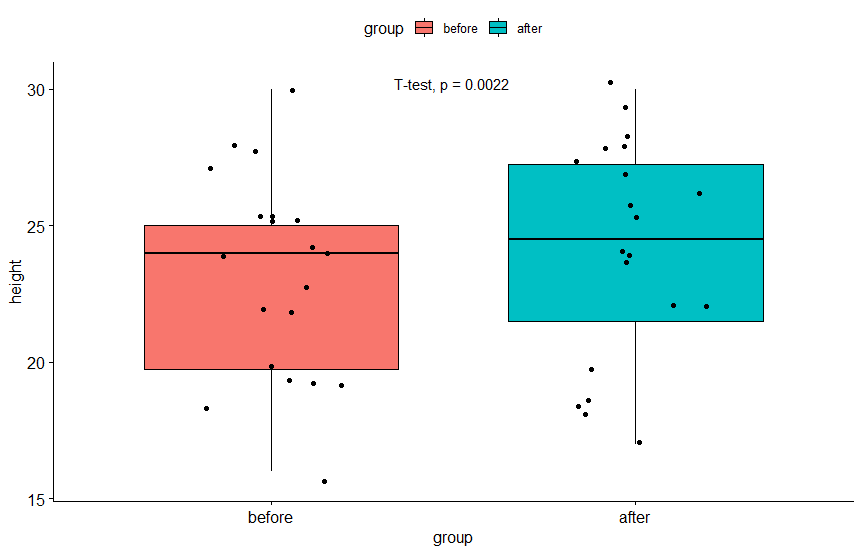 group before after
T-test, p = 0.0022
30
25
20
15
height
before after
group